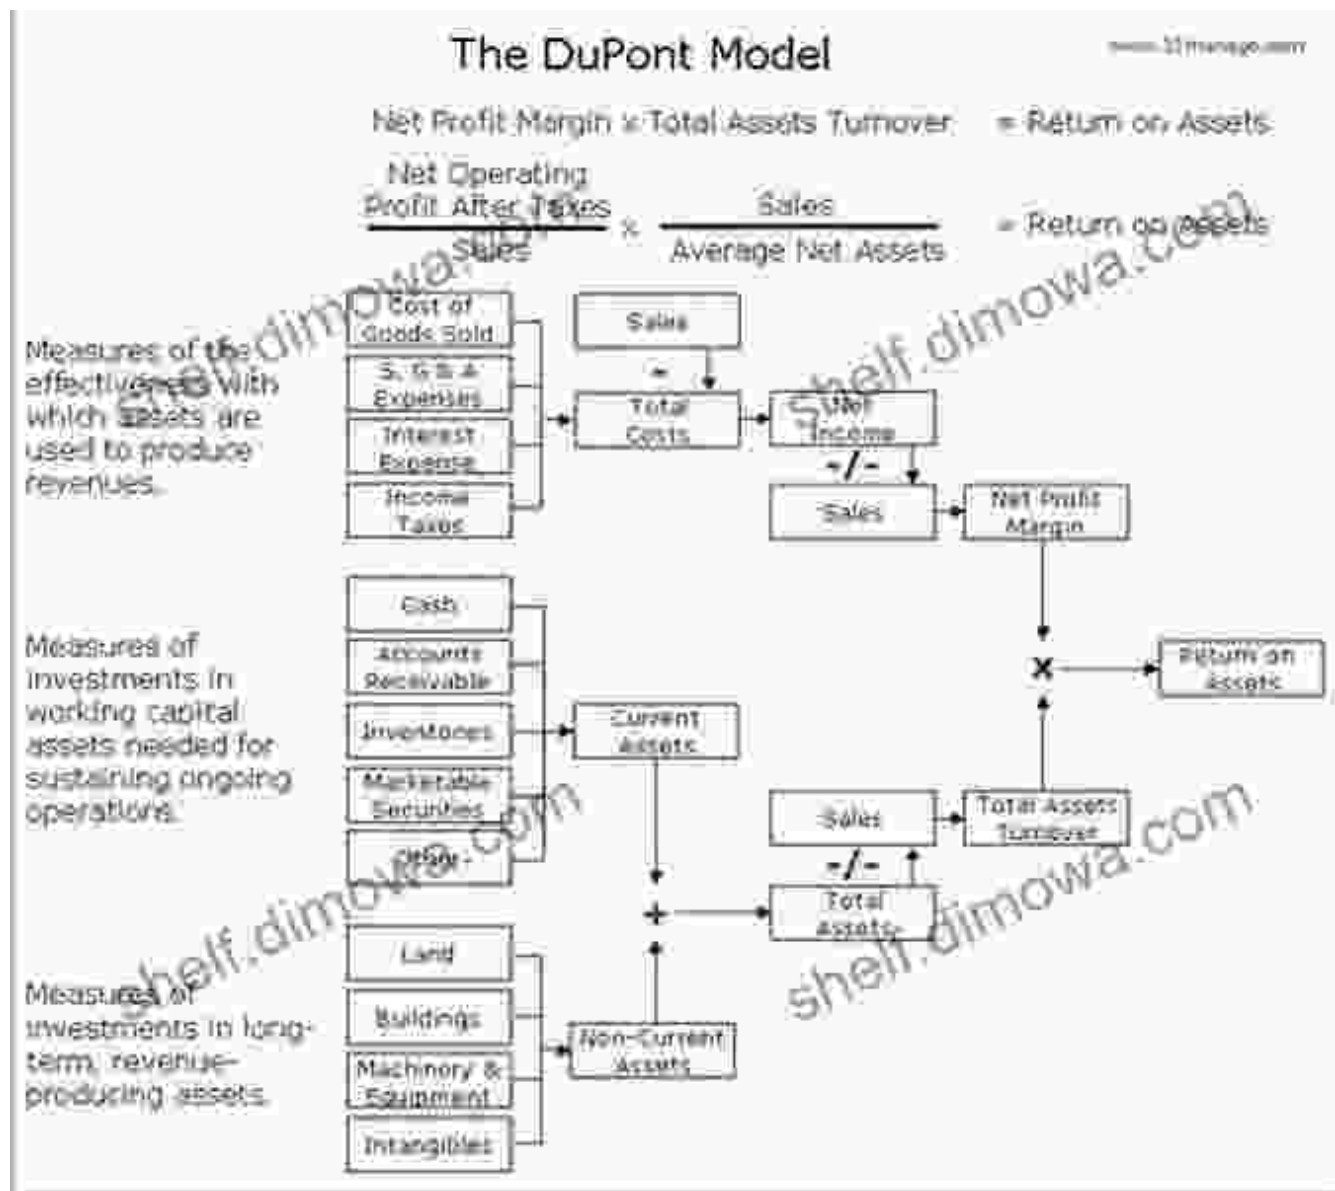 The DuPont Model
www.12manage.com
Net Profit Margin x Total Assets Turnover = Return on Assets
Net Operating
Profit After Taxes
Sales
x
Sales
Average Net Assets
= Return on Assets
Measures of the
effectiveness with
which assets are
used to produce
revenues.
Cost of
Goods Sold
S, G & A
Expenses
Interest
Expense
Income
Taxes
Sales
-
Total
Costs
Net
Income
-/-
Sales
Net Profit
Margin
Measures of
investments in
working capital
assets needed for
sustaining ongoing
operations.
Cash
Accounts
Receivable
Inventories
Marketable
Securities
Other
Current
Assets
+
x
Return on
Assets
Sales
-/-
Total
Assets
Total Assets
Turnover
Measures of
investments in long-
term, revenue-
producing assets.
Land
Buildings
Machinery &
Equipment
Intangibles
Non-Current
Assets
shelf.dimowa.com
shelf.dimowa.com
shelf.dimowa.com
shelf.dimowa.com